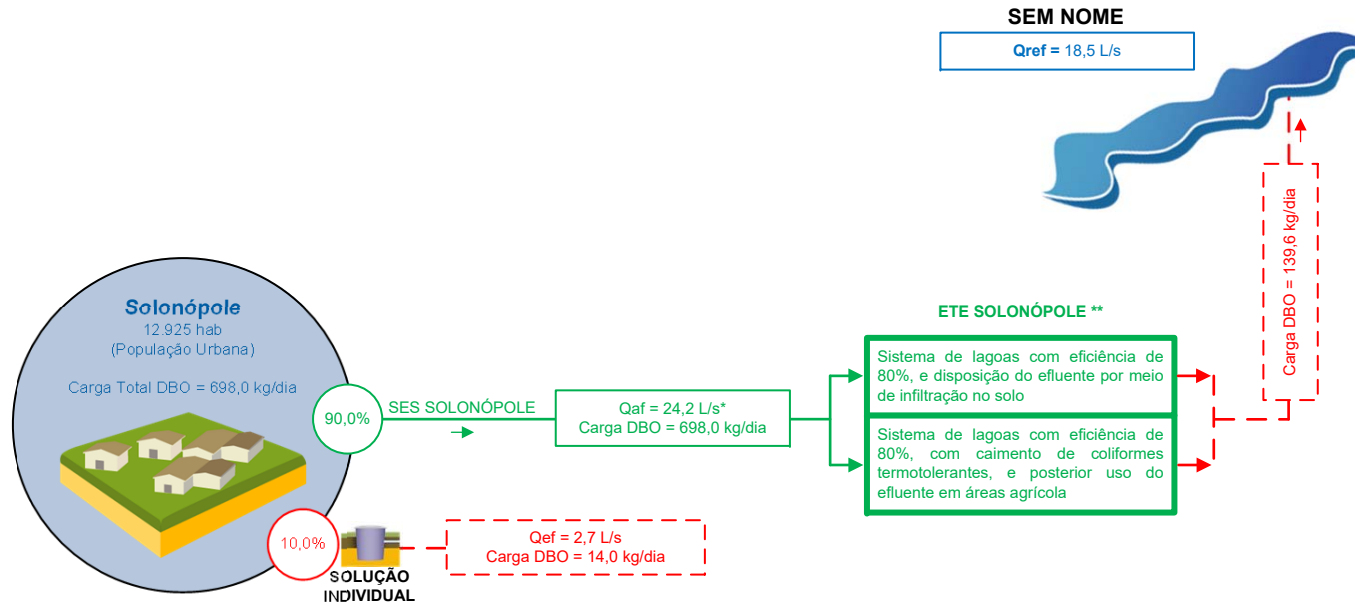 SEM NOME
Qref = 18,5 L/s
Carga DBO = 139,6 kg/dia
Solonópole
12.925 hab
(População Urbana)
Carga Total DBO = 698,0 kg/dia
90,0%
SES SOLONÓPOLE
Qaf = 24,2 L/s*
Carga DBO = 698,0 kg/dia
ETE SOLONÓPOLE **
Sistema de lagoas com eficiência de
80%, e disposição do efluente por meio
de infiltração no solo
Sistema de lagoas com eficiência de
80%, com caimento de coliformes
termotolerantes, e posterior uso do
efluente em áreas agrícola
10,0%
SOLUÇÃO
INDIVIDUAL
Qef = 2,7 L/s
Carga DBO = 14,0 kg/dia